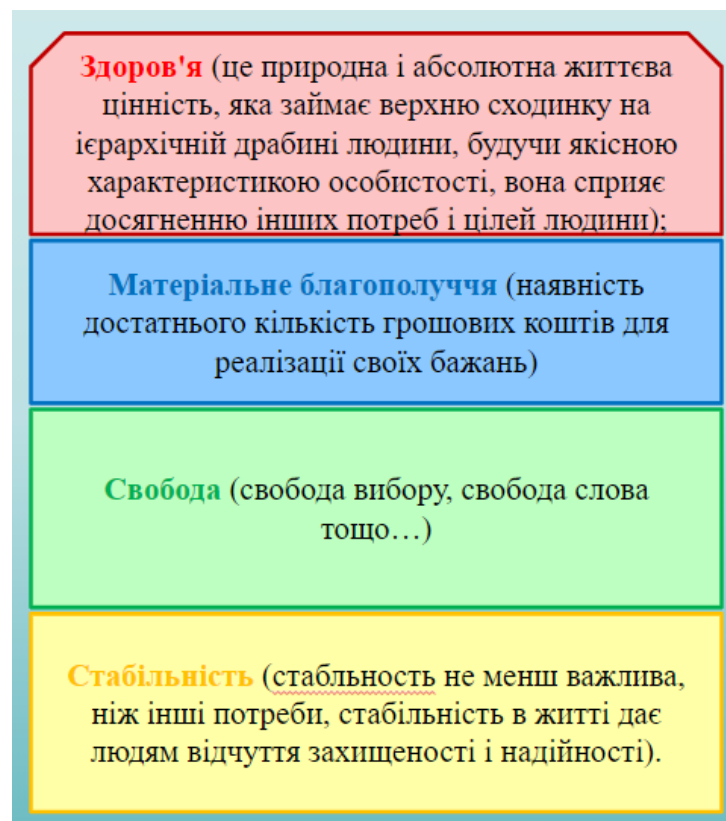 Здоров'я (це природна і абсолютна життєва
цінність, яка займає верхню сходинку на
ієрархічній драбині людини, будучи якісною
характеристикою особистості, вона сприяє
досягненню інших потреб і цілей людини);
Матеріальне благополуччя (наявність
достатнього кількість грошових коштів для
реалізації своїх бажань)
Свобода (свобода вибору, свобода слова
тощо…)
Стабільність (стабльность не менш важлива,
ніж інші потреби, стабільність в житті дає
людям відчуття захищеності і надійності).